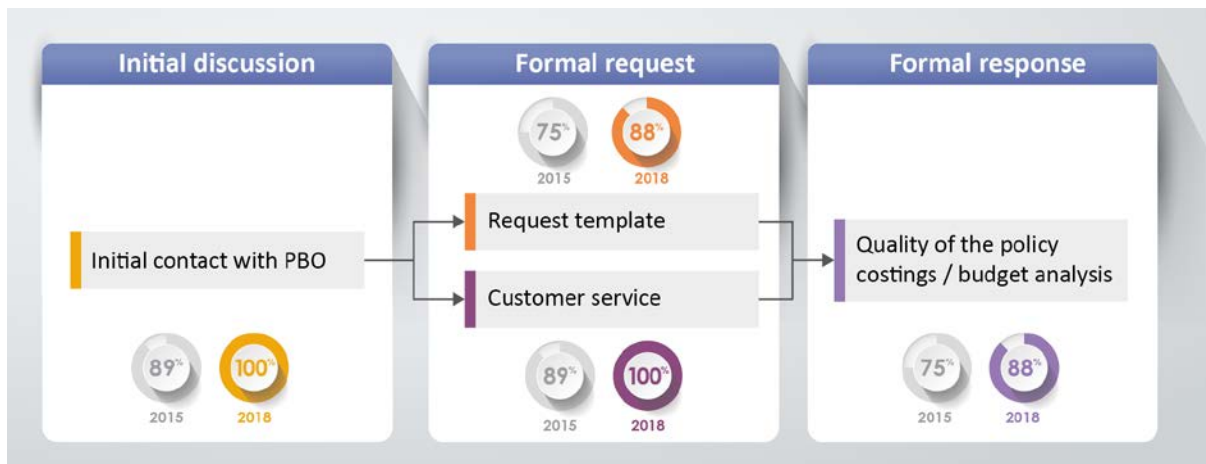 Initial discussion
Initial contact with PBO
89%
100%
2015
2018
Formal request
75%
88%
2015
2018
Request template
Customer service
89%
100%
2015
2018
Formal response
Quality of the policy
costings / budget analysis
75%
88%
2015
2018